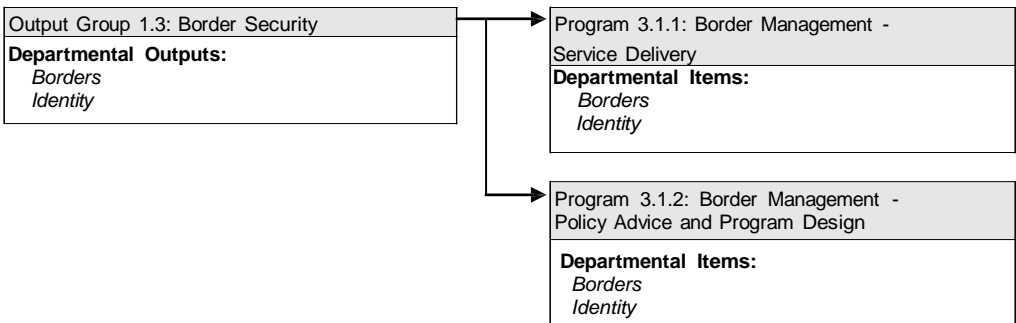 Output Group 1.3: Border Security
Departmental Outputs:
Borders
Identity
Program 3.1.1: Border Management -
Service Delivery
Departmental Items:
Borders
Identity
Program 3.1.2: Border Management -
Policy Advice and Program Design
Departmental Items:
Borders
Identity